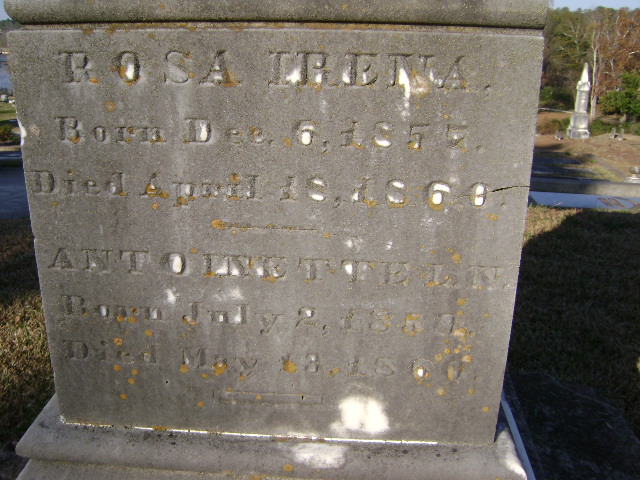 ROSA IRENA.
Born Dec. 6, 1857.
Died April 18, 1860.
ANTOINETTE
Born July 2, 1859.
Died May 13, 1860.